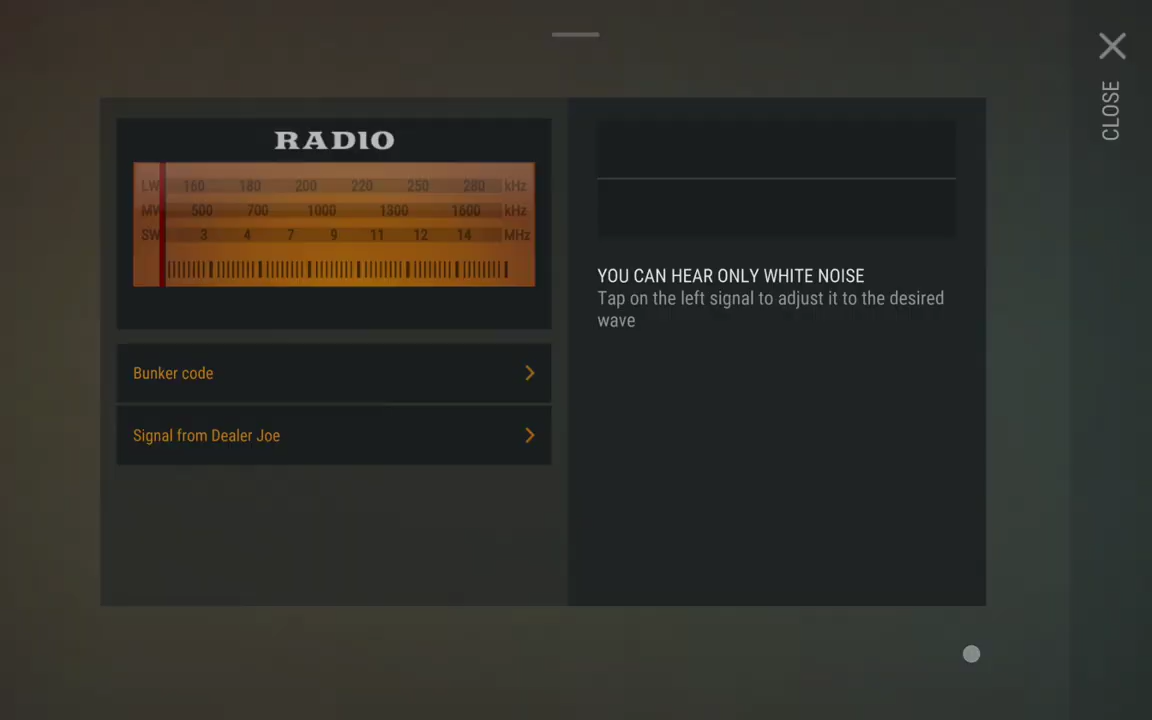 CLOSE
RADIO
LW 160 180 200 220 250 280 kHz
MW 500 700 1000 1300 1600 kHz
SW 3 4 7 9 11 12 14 MHz
Bunker code
Signal from Dealer Joe
YOU CAN HEAR ONLY WHITE NOISE
Tap on the left signal to adjust it to the desired
wave